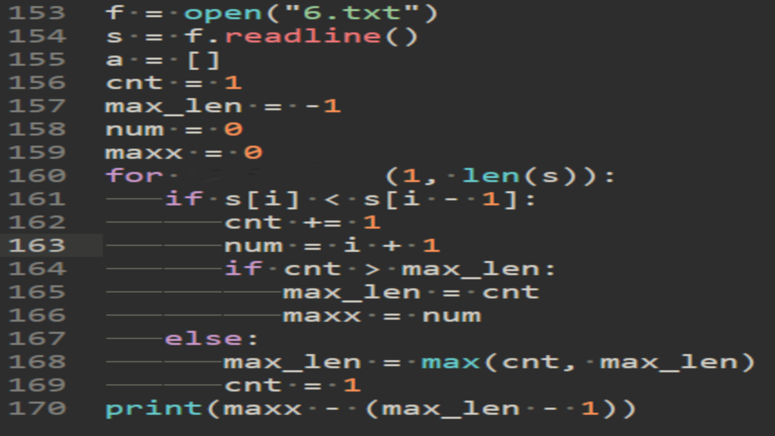 153 f = open("6.txt")
154 s = f.readline()
155 a = []
156 cnt = 1
157 max_len = -1
158 num = 0
159 maxx = 0
160 for (1, len(s)):
161 if s[i] < s[i - 1]:
162 cnt += 1
163 num = i + 1
164 if cnt > max_len:
165 max_len = cnt
166 maxx = num
167 else:
168 max_len = max(cnt, max_len)
169 cnt = 1
170 print(maxx - (max_len - 1))